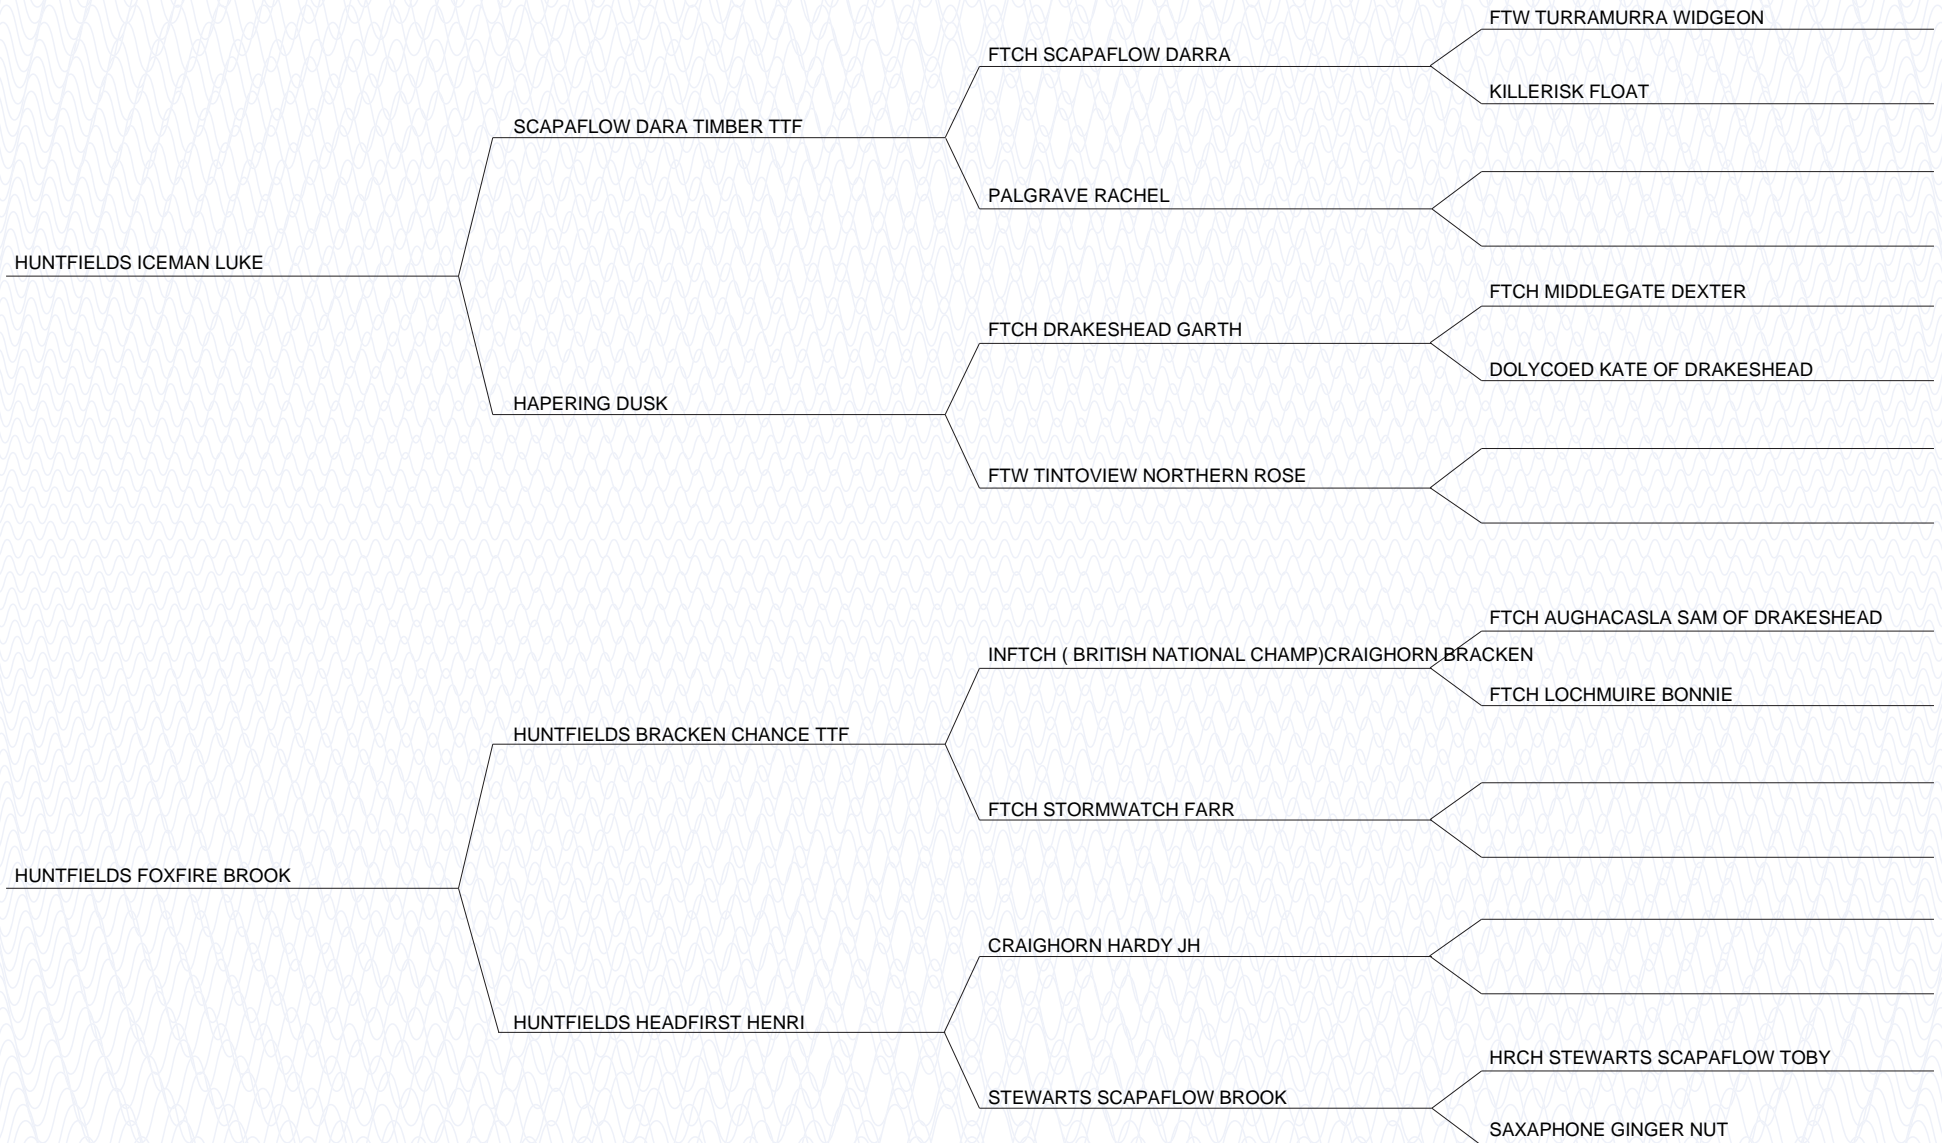 FTW TURRAMURRA WIDGEON
FTCH SCAPAFLOW DARRA
KILLERISK FLOAT
SCAPAFLOW DARA TIMBER TTF
PALGRAVE RACHEL
HUNTFIELDS ICEMAN LUKE
FTCH MIDDLEGATE DEXTER
FTCH DRAKESHEAD GARTH
DOLYCOED KATE OF DRAKESHEAD
HAPERING DUSK
FTW TINTOVIEW NORTHERN ROSE
FTCH AUGHACASLA SAM OF DRAKESHEAD
INFTCH ( BRITISH NATIONAL CHAMP)CRAIGHORN BRACKEN
FTCH LOCHMUIRE BONNIE
HUNTFIELDS BRACKEN CHANCE TTF
FTCH STORMWATCH FARR
HUNTFIELDS FOXFIRE BROOK
CRAIGHORN HARDY JH
HUNTFIELDS HEADFIRST HENRI
HRCH STEWARTS SCAPAFLOW TOBY
STEWARTS SCAPAFLOW BROOK
SAXAPHONE GINGER NUT